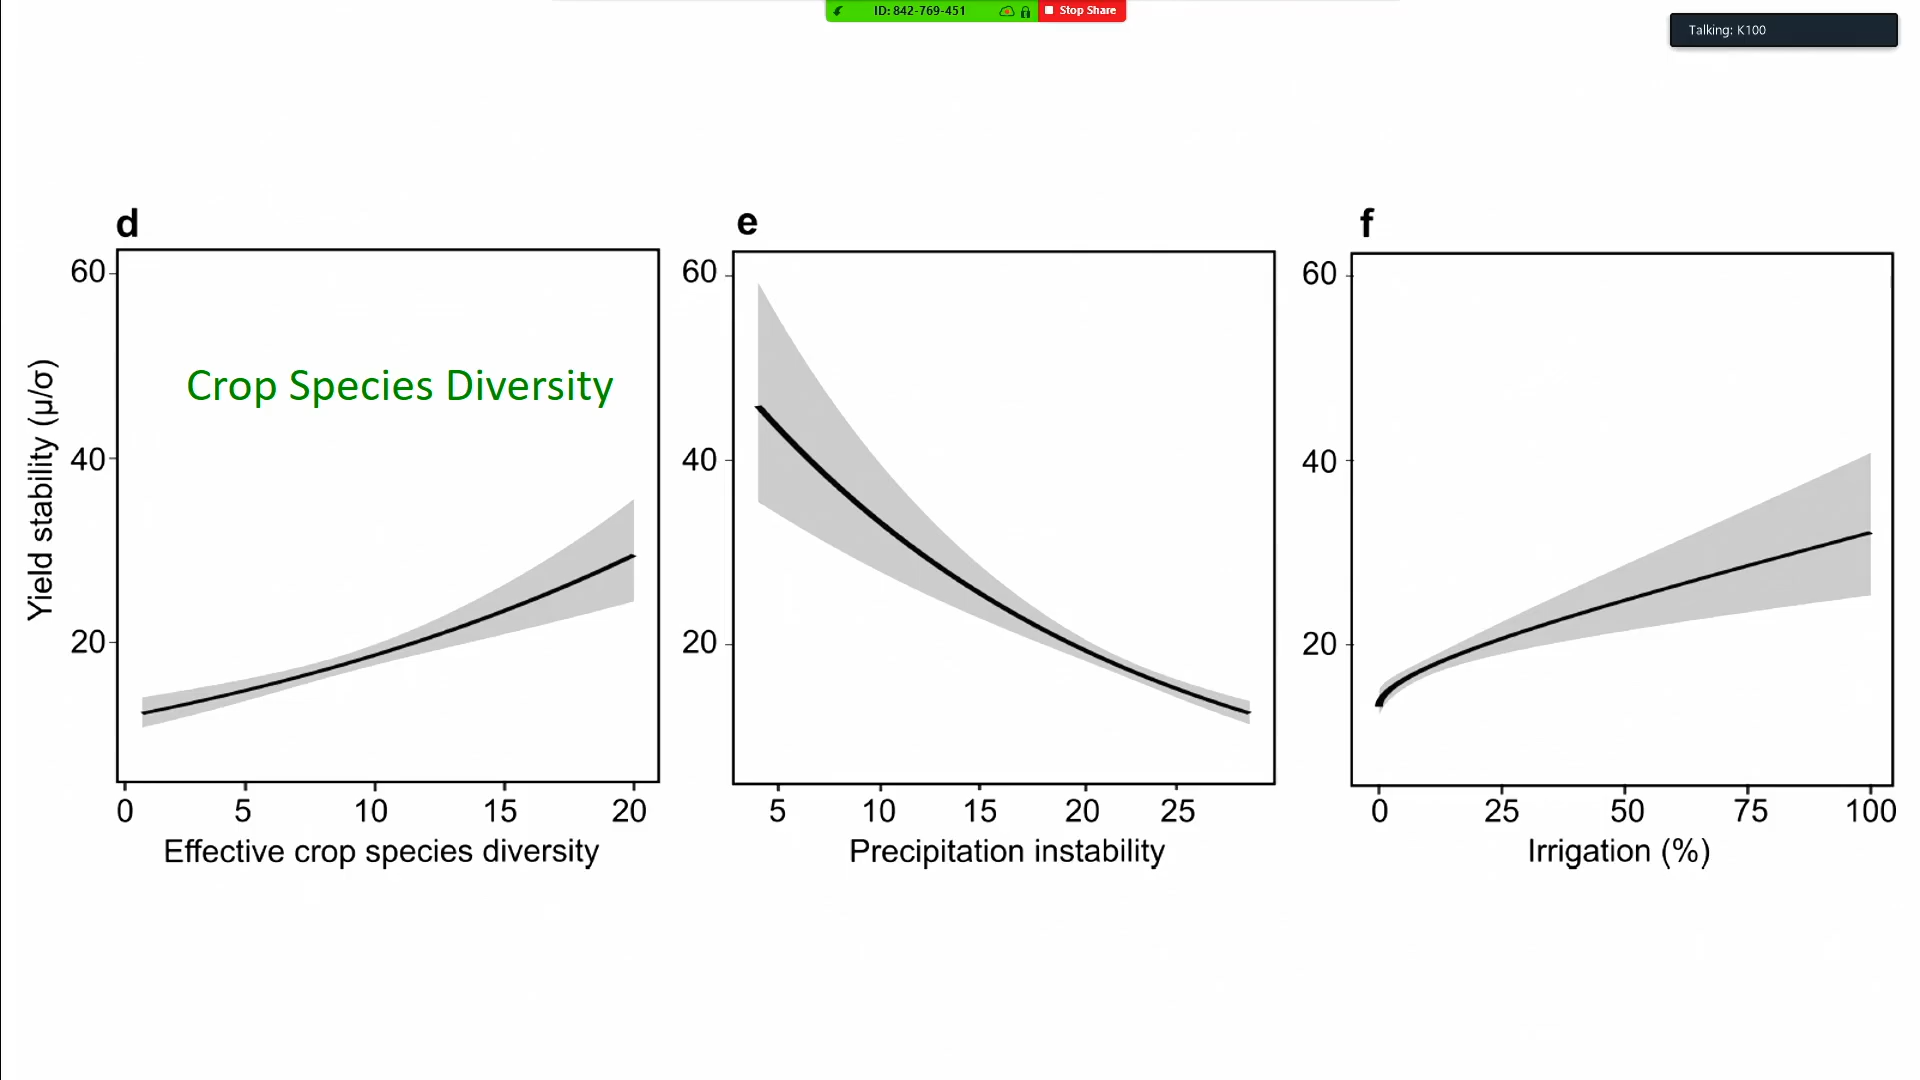 ID: 842-769-451
Stop Share
Talking: K100
d
e
f
Crop Species Diversity
Yield stability (μ/σ)
60
40
20
0 5 10 15 20
Effective crop species diversity
60
40
20
5 10 15 20 25
Precipitation instability
60
40
20
0 25 50 75 100
Irrigation (%)